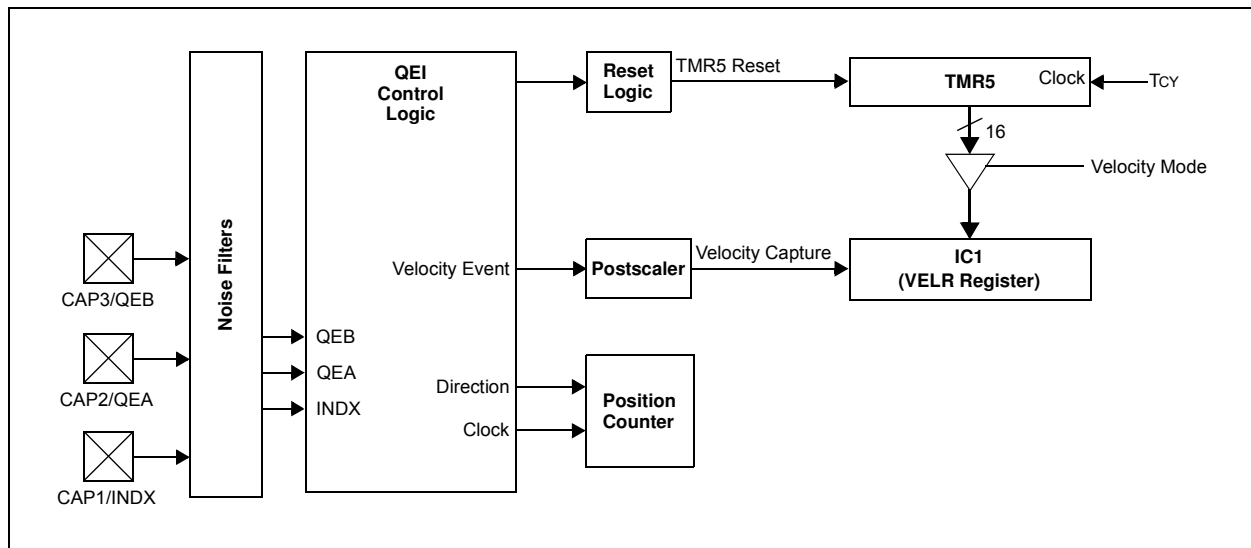 QEI
Control
Logic
Reset
Logic
TMR5 Reset
TMR5
Clock
TCY
16
Velocity Mode
Noise Filters
CAP3/QEB
CAP2/QEA
CAP1/INDX
Velocity Event
Postscaler
Velocity Capture
IC1
(VELR Register)
QEB
QEA
INDX
Direction
Clock
Position
Counter